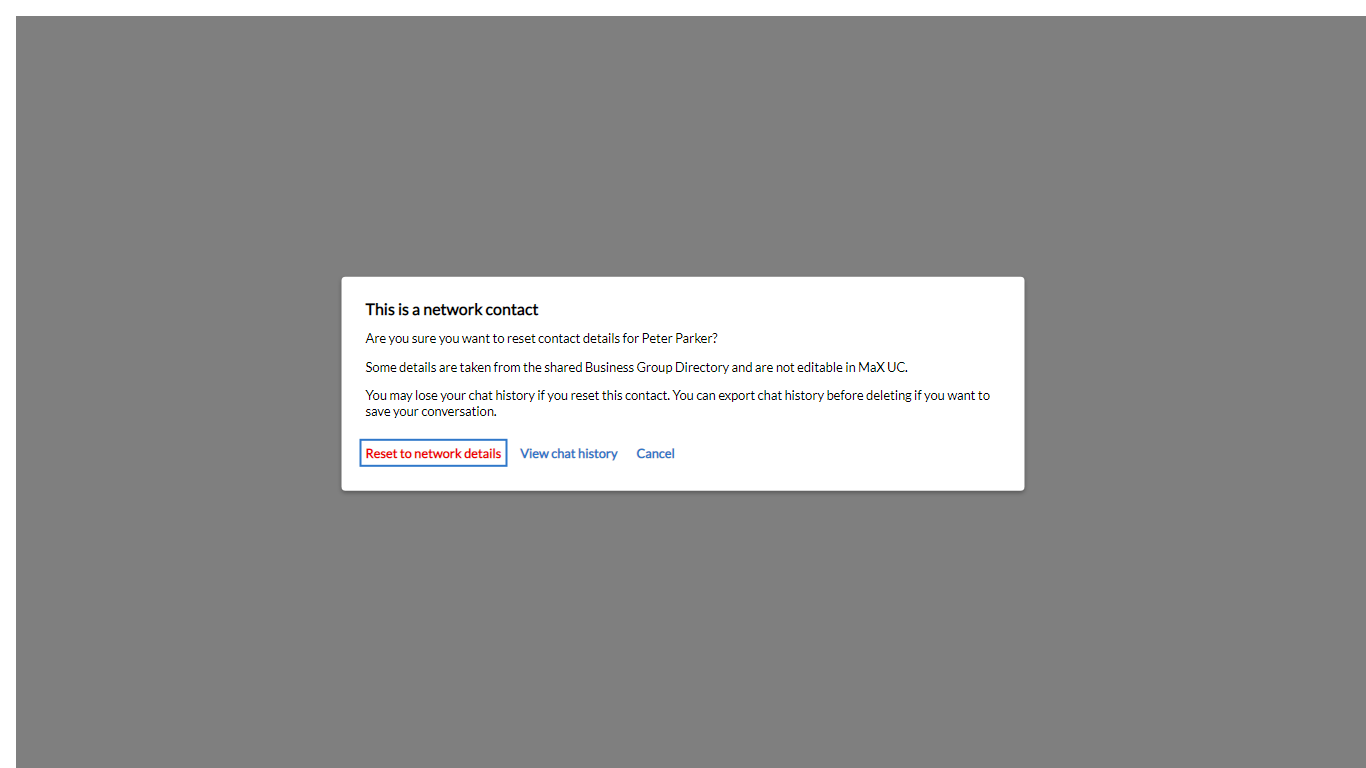 This is a network contact
Are you sure you want to reset contact details for Peter Parker?
Some details are taken from the shared Business Group Directory and are not editable in MaX UC.
You may lose your chat history if you reset this contact. You can export chat history before deleting if you want to
save your conversation.
Reset to network details View chat history Cancel